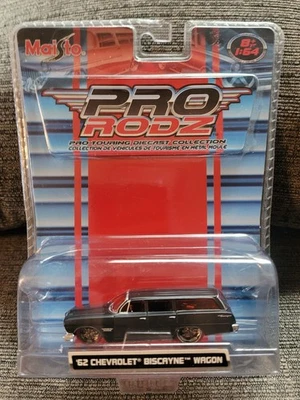 Maisto
8+
1:64
PRO
RODZ
PRO TOURING DIECAST COLLECTION
COLLECTION DE VÉHICULES DE TOURISME EN MÉTAL MOULÉ
'62 CHEVROLET® BISCAYNE™ WAGON